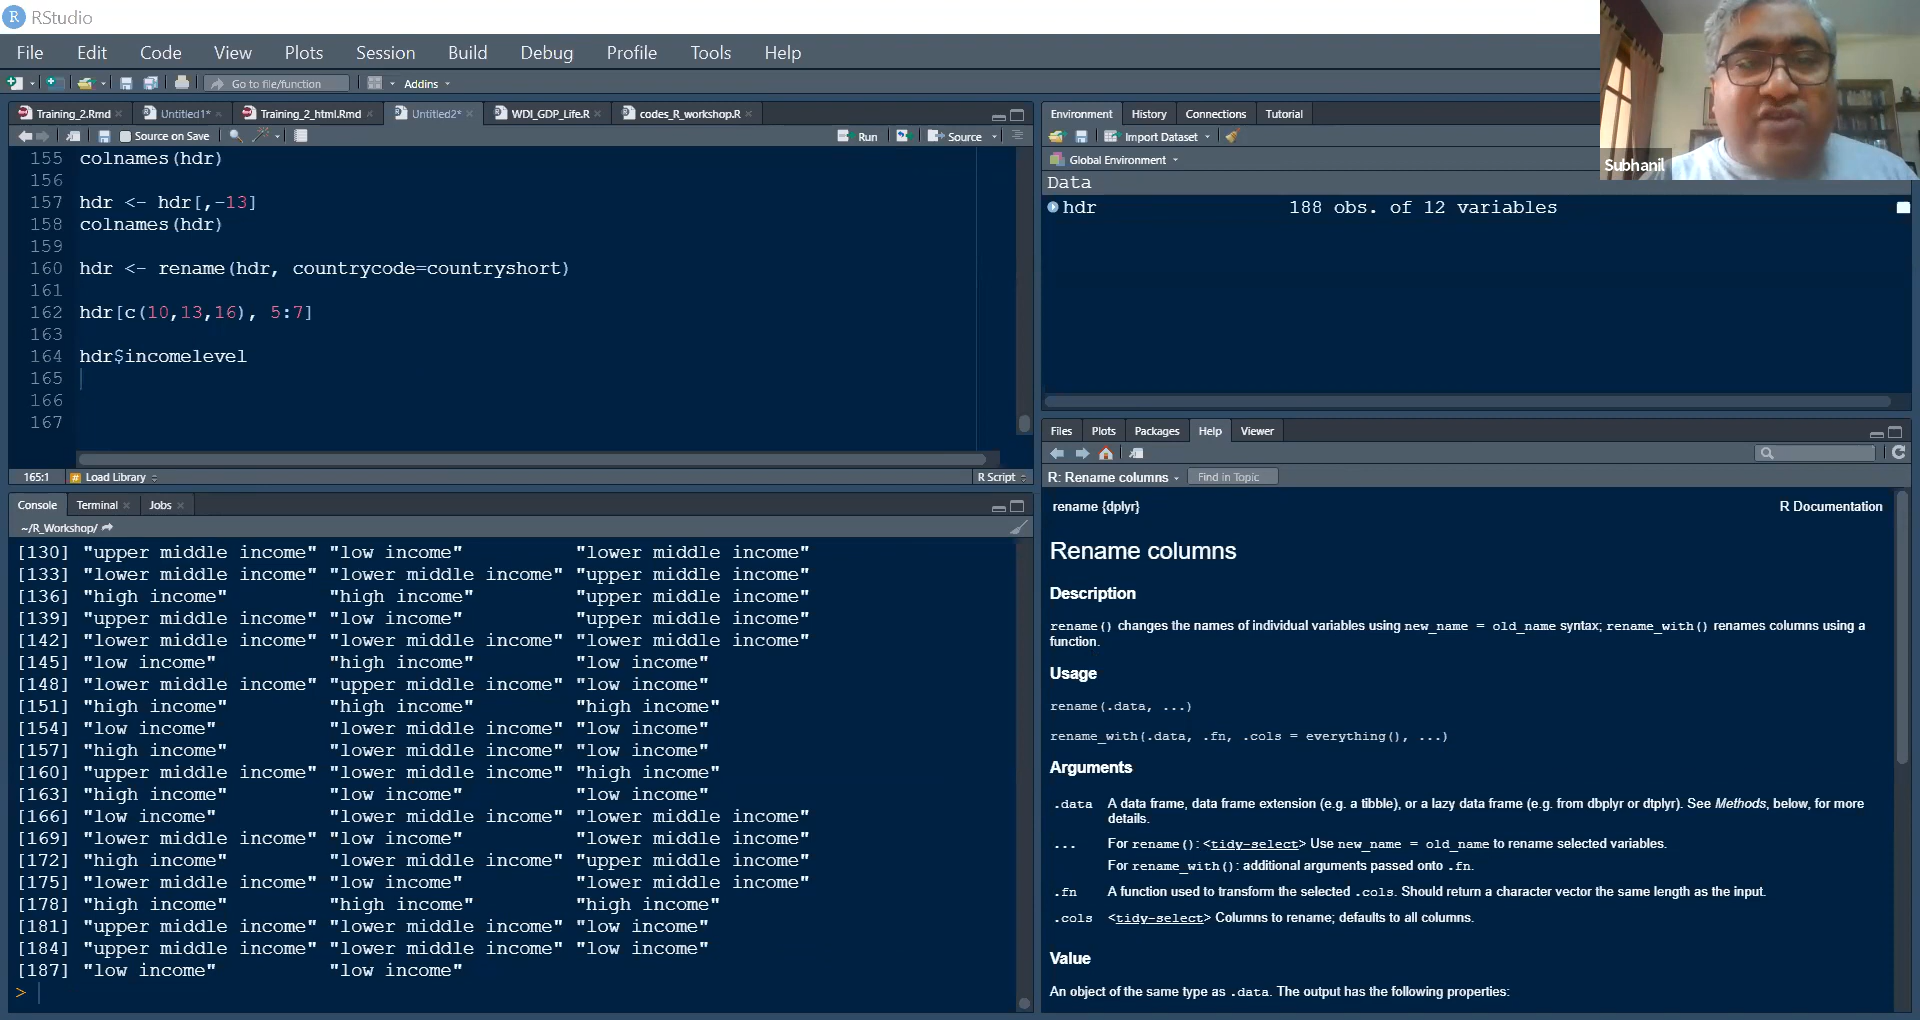 RStudio
File Edit Code View Plots Session Build Debug Profile Tools Help
Go to file/function Addins
Training_2.Rmd Untitled1* Training_2_html.Rmd Untitled2* WDI_GDP_Life.R codes_R_workshop.R
Source on Save Run Source
155 colnames(hdr)
156
157 hdr <- hdr[,-13]
158 colnames(hdr)
159
160 hdr <- rename(hdr, countrycode=countryshort)
161
162 hdr[c(10,13,16), 5:7]
163
164 hdr$incomelevel
165
166
167
165:1 # Load Library R Script
Console Terminal Jobs
~/R_Workshop/
[130] "upper middle income" "low income" "lower middle income"
[133] "lower middle income" "lower middle income" "upper middle income"
[136] "high income" "high income" "upper middle income"
[139] "upper middle income" "low income" "upper middle income"
[142] "lower middle income" "lower middle income" "lower middle income"
[145] "low income" "high income" "low income"
[148] "lower middle income" "upper middle income" "low income"
[151] "high income" "high income" "high income"
[154] "low income" "lower middle income" "low income"
[157] "high income" "lower middle income" "low income"
[160] "upper middle income" "lower middle income" "high income"
[163] "high income" "low income" "low income"
[166] "low income" "lower middle income" "lower middle income"
[169] "lower middle income" "low income" "lower middle income"
[172] "high income" "lower middle income" "upper middle income"
[175] "lower middle income" "low income" "lower middle income"
[178] "high income" "high income" "high income"
[181] "upper middle income" "lower middle income" "low income"
[184] "upper middle income" "lower middle income" "low income"
[187] "low income" "low income"
>
Environment History Connections Tutorial
Import Dataset
Global Environment
Data
hdr 188 obs. of 12 variables
Subhanil
Files Plots Packages Help Viewer
R: Rename columns Find in Topic
rename {dplyr} R Documentation
Rename columns
Description
rename() changes the names of individual variables using new_name = old_name syntax; rename_with() renames columns using a
function.
Usage
rename(.data, ...)
rename_with(.data, .fn, .cols = everything(), ...)
Arguments
.data A data frame, data frame extension (e.g. a tibble), or a lazy data frame (e.g. from dbplyr or dtplyr). See Methods, below, for more
details.
... For rename(): <tidy-select> Use new_name = old_name to rename selected variables.
For rename_with(): additional arguments passed onto .fn.
.fn A function used to transform the selected .cols. Should return a character vector the same length as the input.
.cols <tidy-select> Columns to rename; defaults to all columns.
Value
An object of the same type as .data. The output has the following properties: